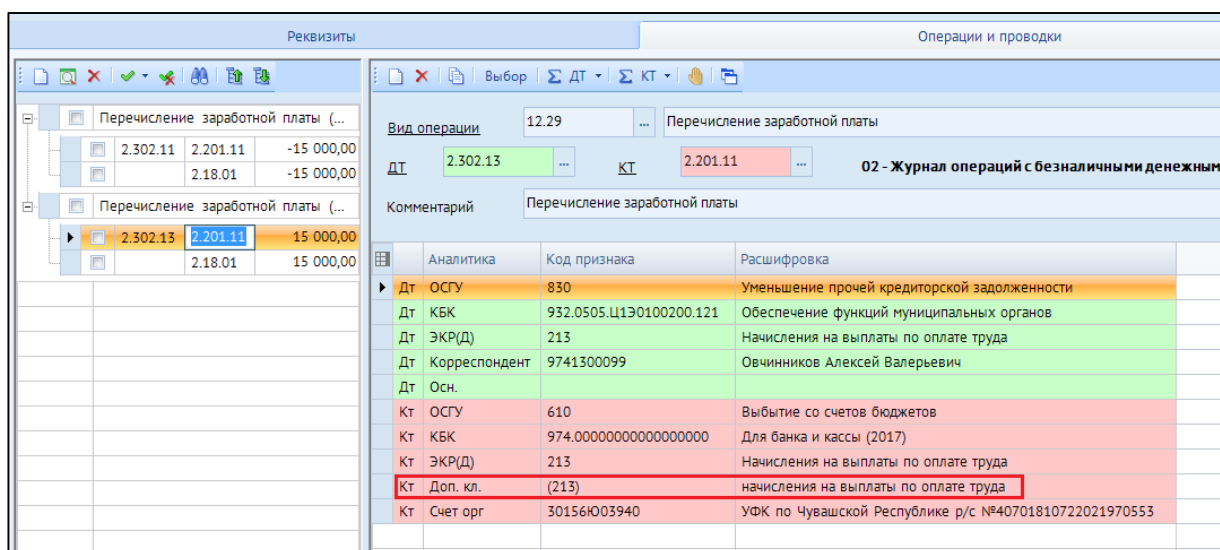 Реквизиты
Операции и проводки
Выбор Σ ДТ Σ КТ
Перечисление заработной платы (...
2.302.11 2.201.11 -15 000,00
2.18.01 -15 000,00
Перечисление заработной платы (...
2.302.13 2.201.11 15 000,00
2.18.01 15 000,00
Вид операции 12.29 ... Перечисление заработной платы
ДТ 2.302.13 ... КТ 2.201.11 ... 02 - Журнал операций с безналичными денежным
Комментарий Перечисление заработной платы
Аналитика Код признака Расшифровка
Дт ОСГУ 830 Уменьшение прочей кредиторской задолженности
Дт КБК 932.0505.Ц1Э0100200.121 Обеспечение функций муниципальных органов
Дт ЭКР(Д) 213 Начисления на выплаты по оплате труда
Дт Корреспондент 9741300099 Овчинников Алексей Валерьевич
Дт Осн.
Кт ОСГУ 610 Выбытие со счетов бюджетов
Кт КБК 974.00000000000000000 Для банка и кассы (2017)
Кт ЭКР(Д) 213 Начисления на выплаты по оплате труда
Кт Доп. кл. (213) начисления на выплаты по оплате труда
Кт Счет орг 30156Ю03940 УФК по Чувашской Республике р/с №40701810722021970553